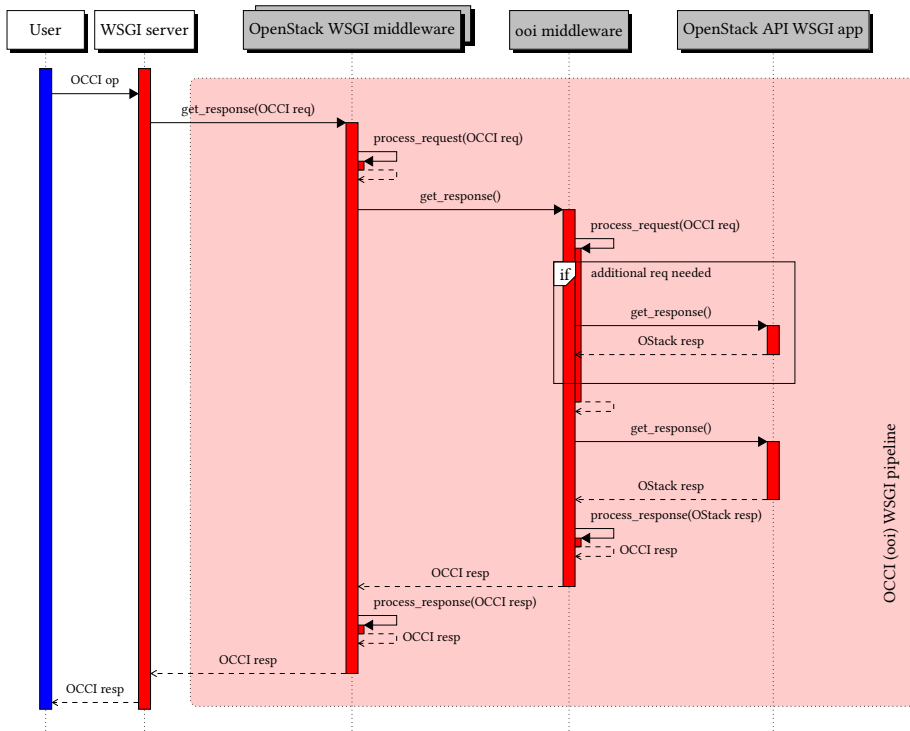 User
WSGI server
OpenStack WSGI middleware
ooi middleware
OpenStack API WSGI app
OCCI op
get_response(OCCI req)
process_request(OCCI req)
get_response()
process_request(OCCI req)
if
additional req needed
get_response()
OStack resp
get_response()
OStack resp
process_response(OStack resp)
OCCI resp
OCCI resp
process_response(OCCI resp)
OCCI resp
OCCI resp
OCCI resp
OCCI (ooi) WSGI pipeline